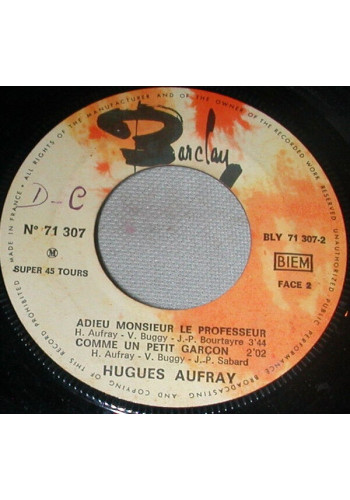 ALL RIGHTS OF THE MANUFACTURER AND OF THE OWNER OF THE RECORDED WORK RESERVED UNAUTHORISED PUBLIC PERFORMANCE BROADCASTING AND COPYING OF THIS RECORD PROHIBITED MADE IN FRANCE
Barclay
D-C
Nº 71 307
BLY 71 307-2
M
BIEM
SUPER 45 TOURS
FACE 2
ADIEU MONSIEUR LE PROFESSEUR
H. Aufray - V. Buggy - J.-P. Bourtayre 3'44
COMME UN PETIT GARÇON 2'02
H. Aufray - V. Buggy - J.-P. Sabard
HUGUES AUFRAY